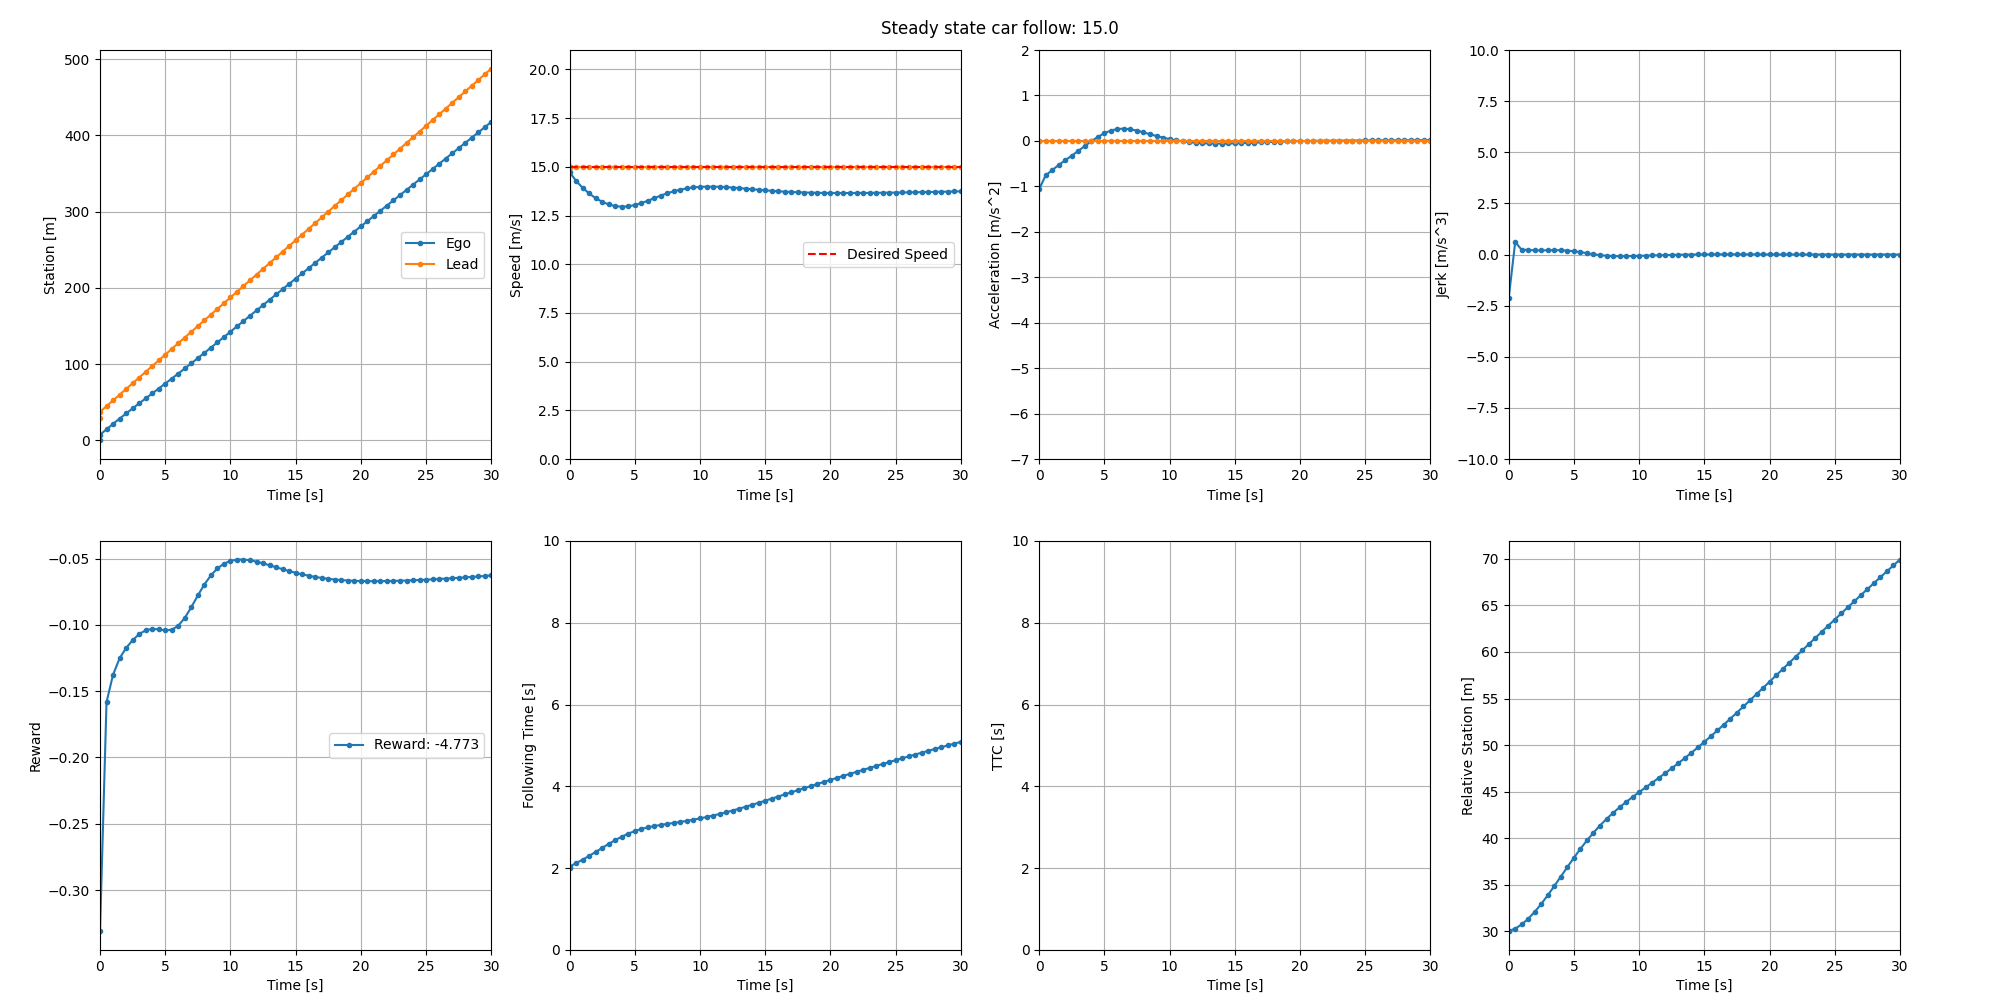 Steady state car follow: 15.0
Station [m]
500
400
300
200
100
0
Ego
Lead
0 5 10 15 20 25 30
Time [s]
Speed [m/s]
20.0
17.5
15.0
12.5
10.0
7.5
5.0
2.5
0.0
Desired Speed
0 5 10 15 20 25 30
Time [s]
Acceleration [m/s^2]
2
1
0
−1
−2
−3
−4
−5
−6
−7
0 5 10 15 20 25 30
Time [s]
Jerk [m/s^3]
10.0
7.5
5.0
2.5
0.0
−2.5
−5.0
−7.5
−10.0
0 5 10 15 20 25 30
Time [s]
Reward
−0.05
−0.10
−0.15
−0.20
−0.25
−0.30
Reward: -4.773
0 5 10 15 20 25 30
Time [s]
Following Time [s]
10
8
6
4
2
0
0 5 10 15 20 25 30
Time [s]
TTC [s]
10
8
6
4
2
0
0 5 10 15 20 25 30
Time [s]
Relative Station [m]
70
65
60
55
50
45
40
35
30
0 5 10 15 20 25 30
Time [s]